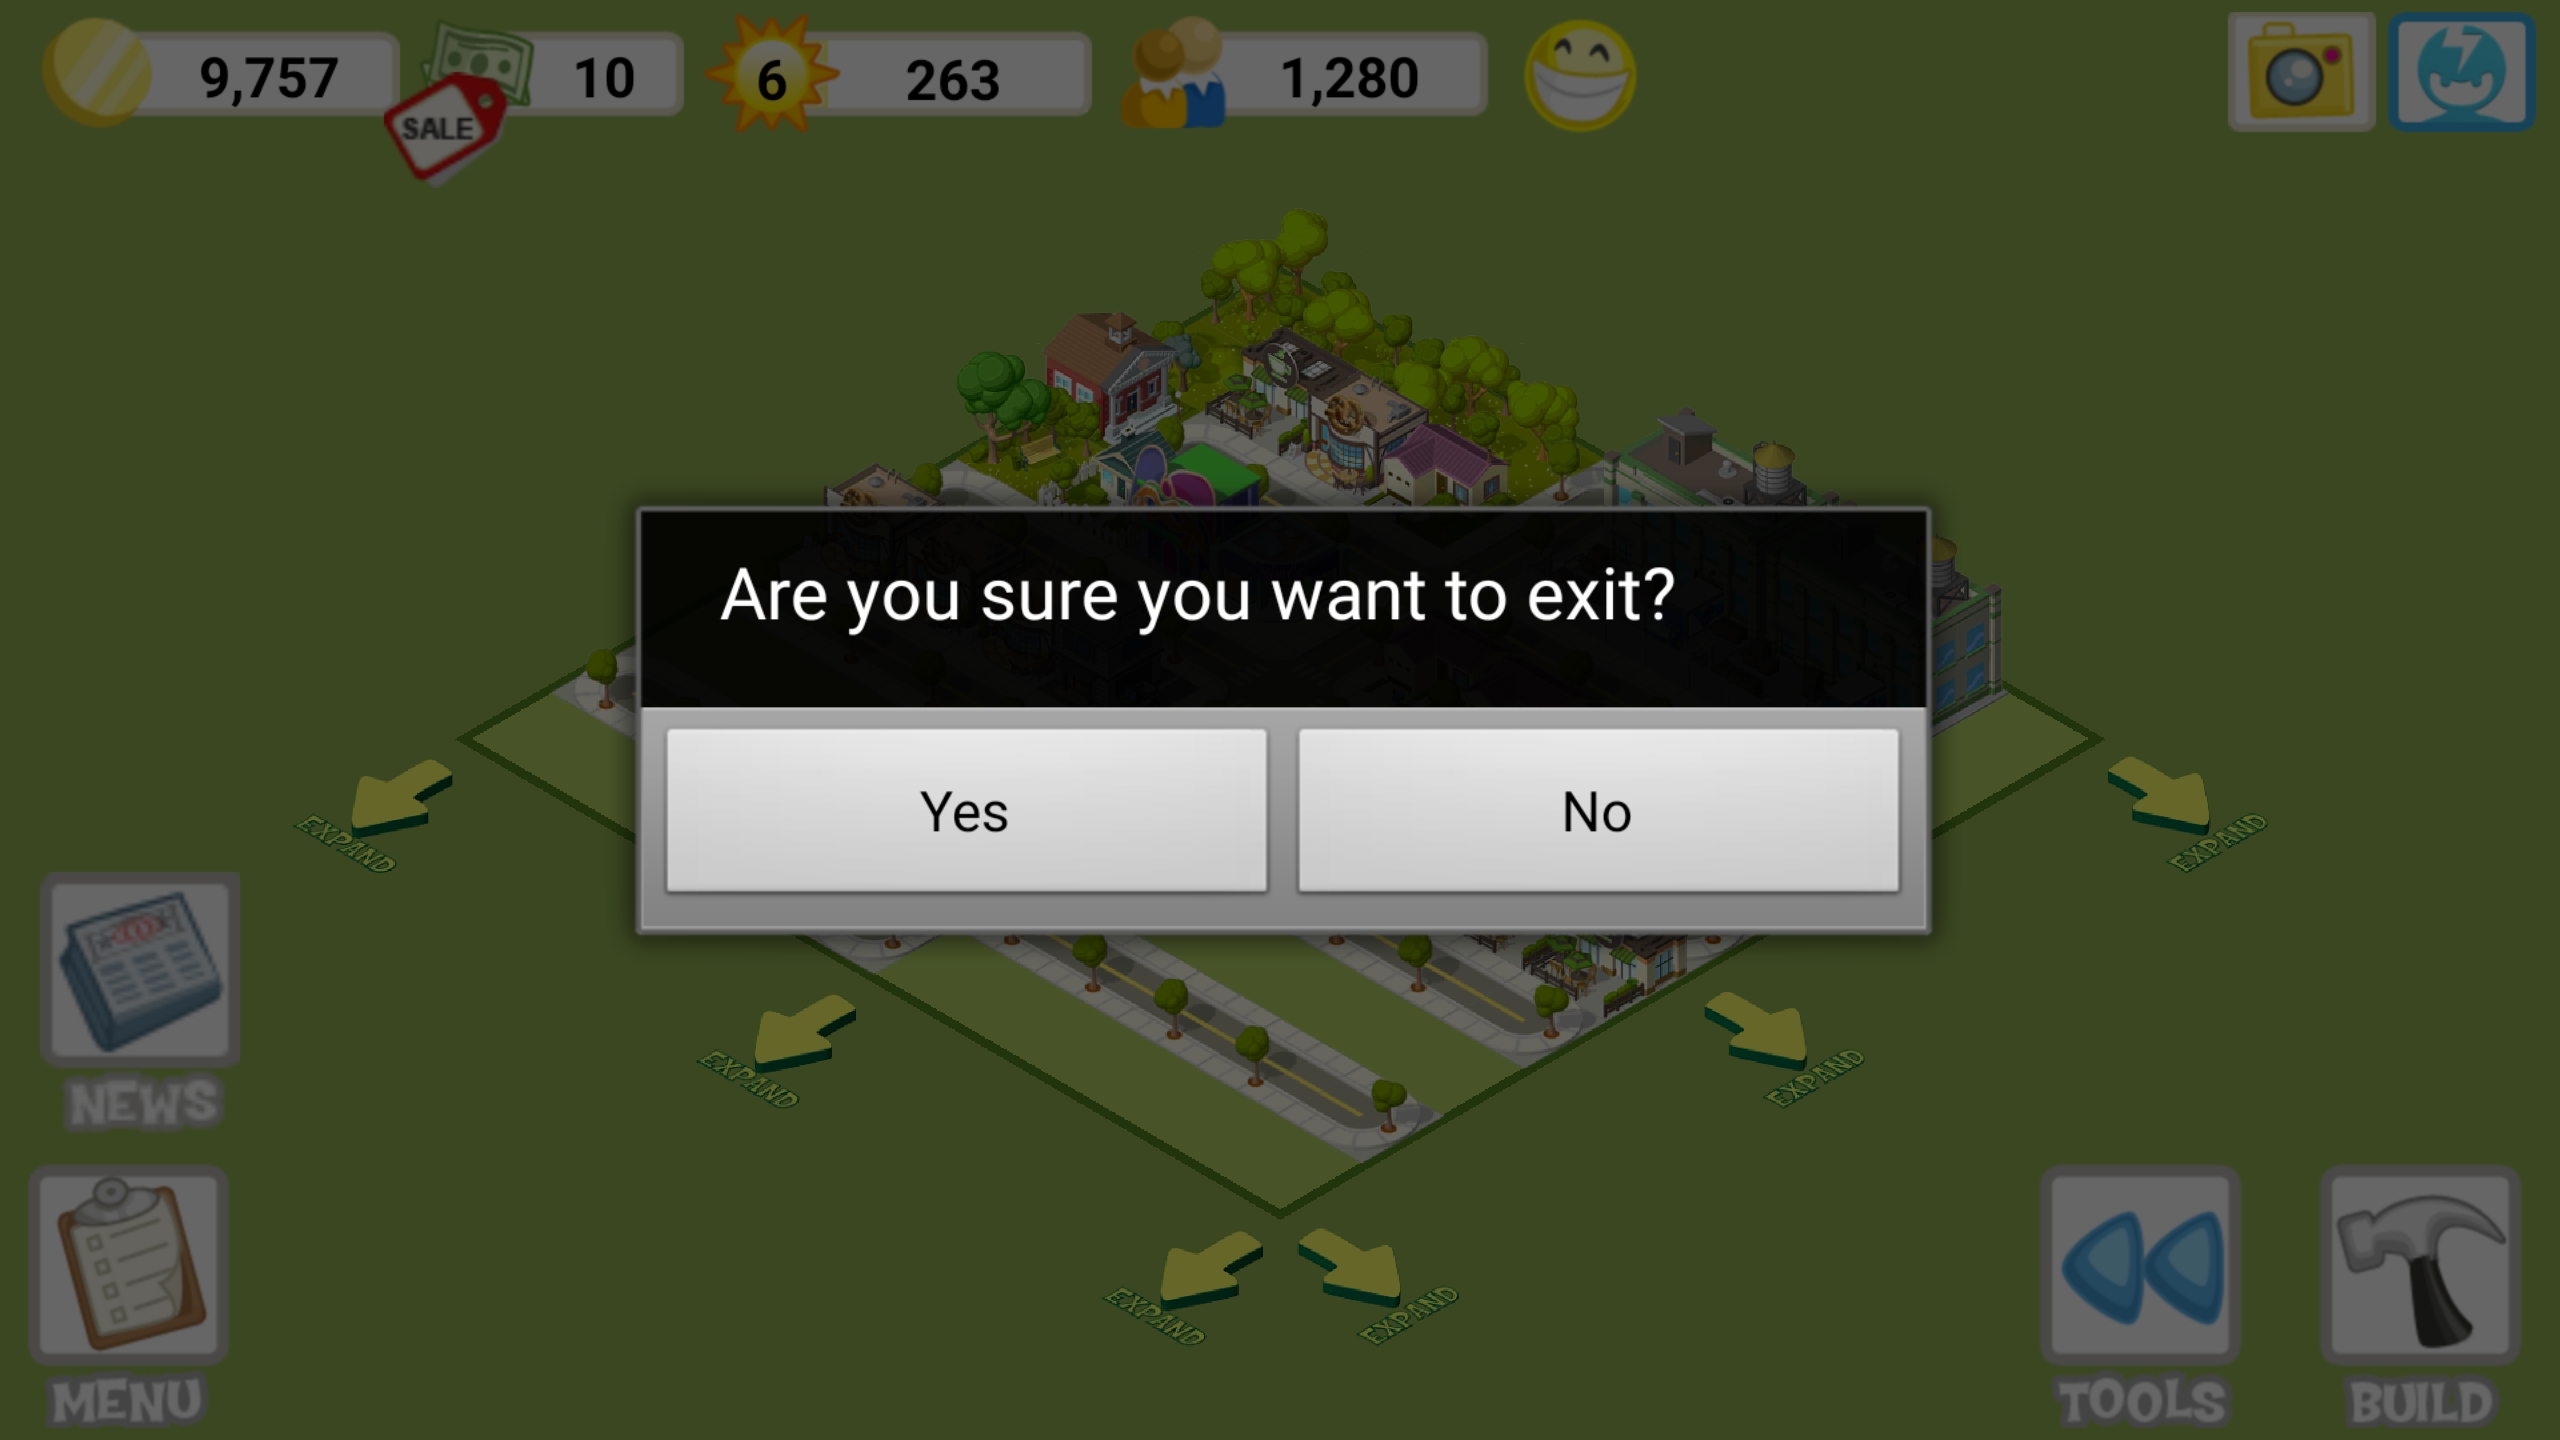 9,757
10
6
263
1,280
SALE
Are you sure you want to exit?
Yes
No
EXPAND
EXPAND
NEWS
EXPAND
EXPAND
EXPAND
EXPAND
MENU
TOOLS
BUILD